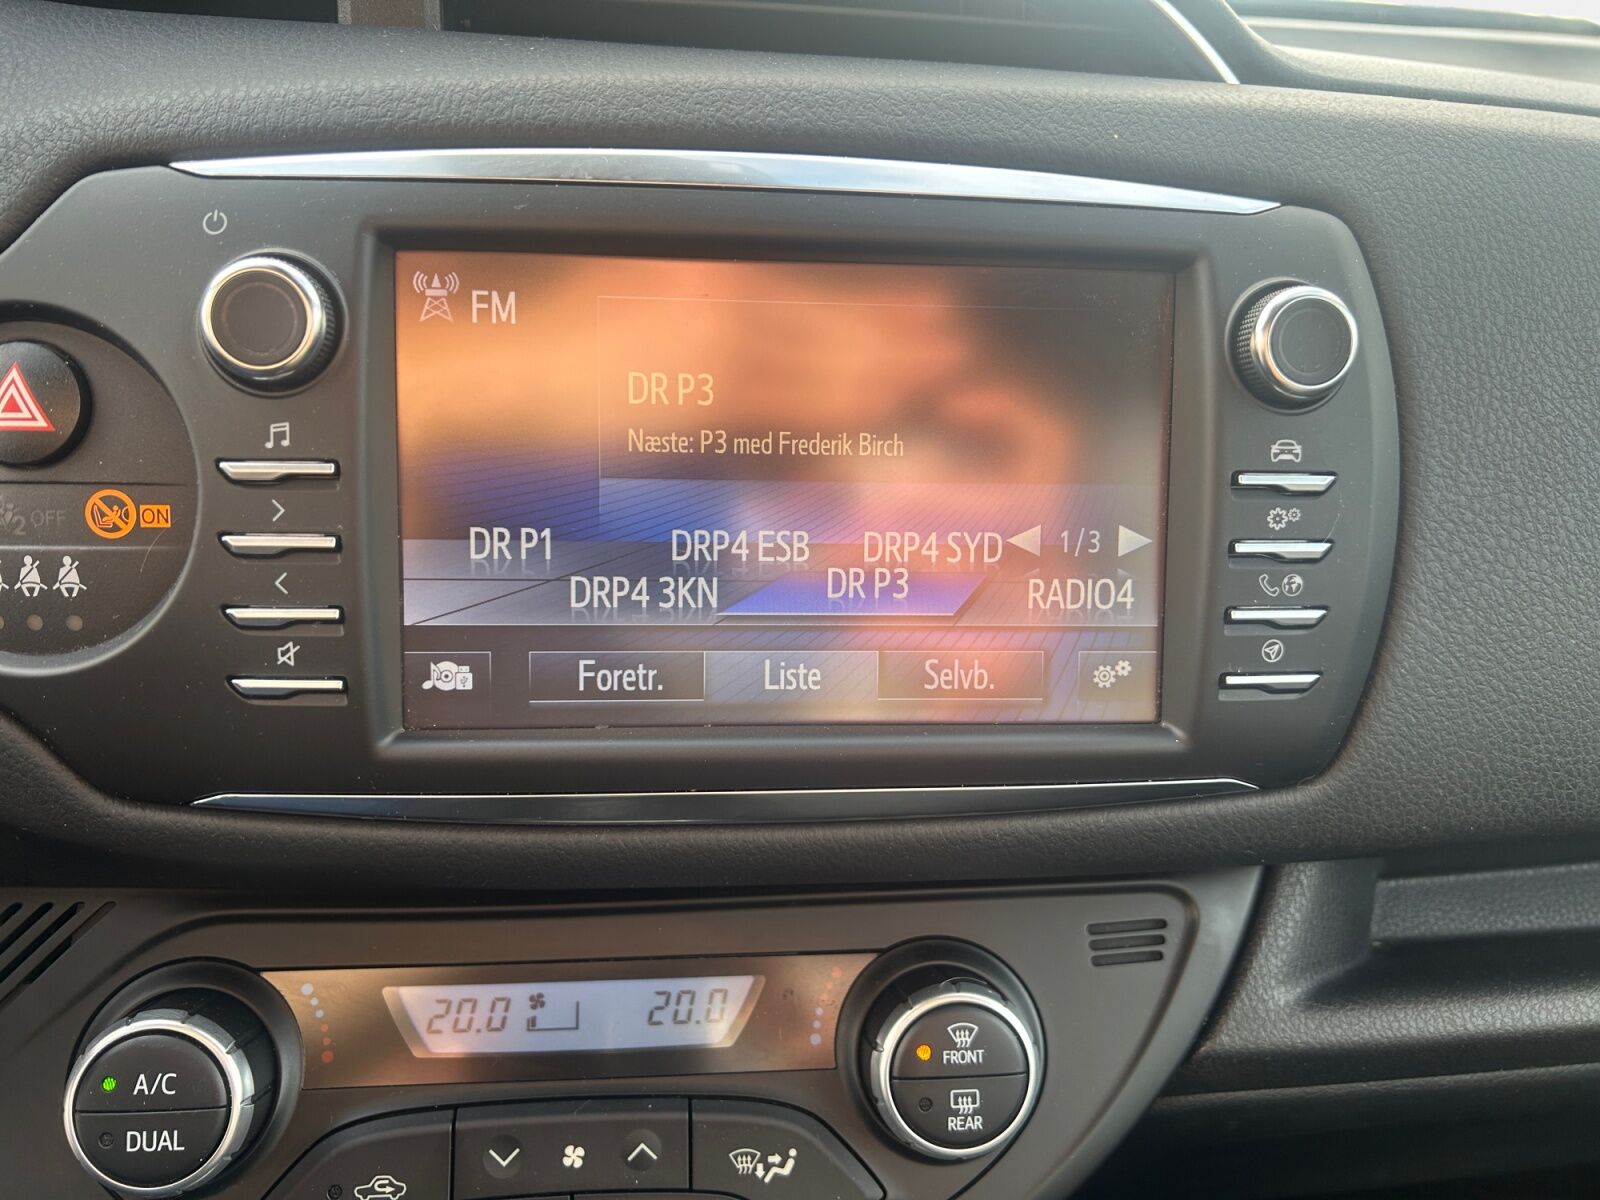 FM
DR P3
Næste: P3 med Frederik Birch
DR P1 DRP4 ESB DRP4 SYD 1/3
DRP4 3KN DR P3 RADIO4
Foretr. Liste Selvb.
2 OFF ON
20.0 20.0
A/C
DUAL
FRONT
REAR